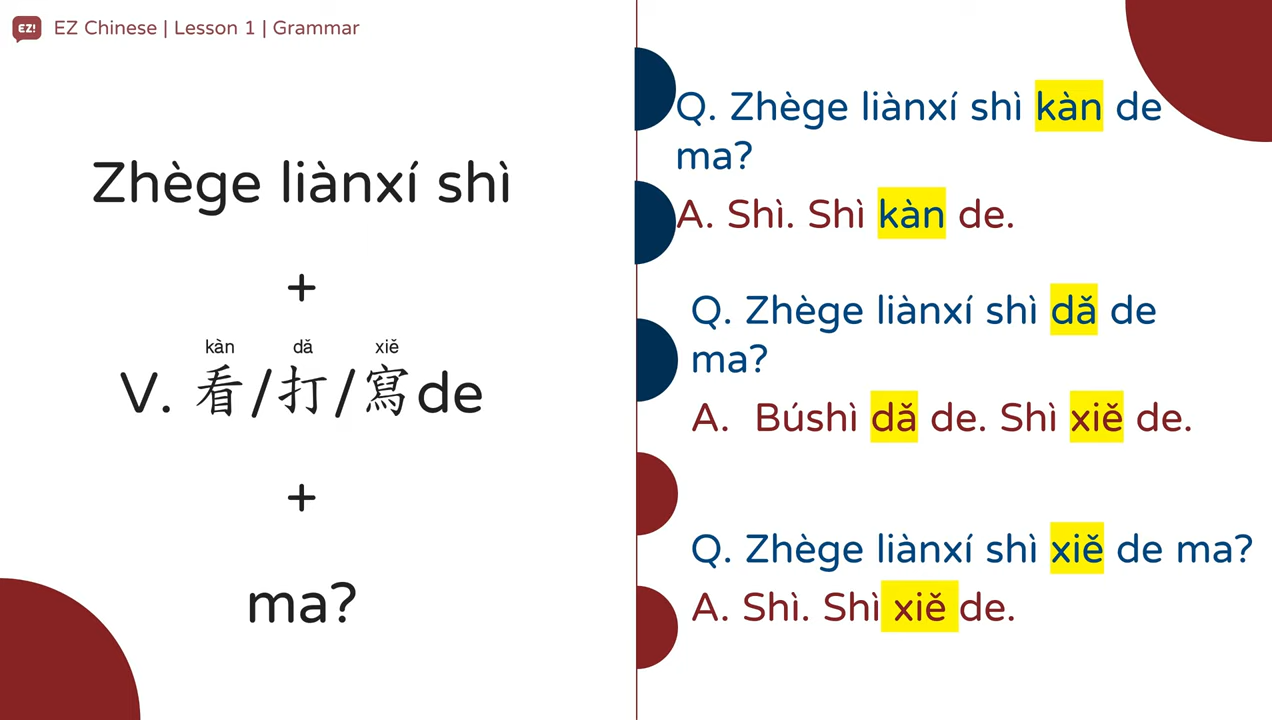 EZ!
EZ Chinese | Lesson 1 | Grammar
Zhège liànxí shì
+
kàn dǎ xiě
V. 看/打/寫de
+
ma?
Q. Zhège liànxí shì kàn de
ma?
A. Shì. Shì kàn de.
Q. Zhège liànxí shì dǎ de
ma?
A. Búshì dǎ de. Shì xiě de.
Q. Zhège liànxí shì xiě de ma?
A. Shì. Shì xiě de.